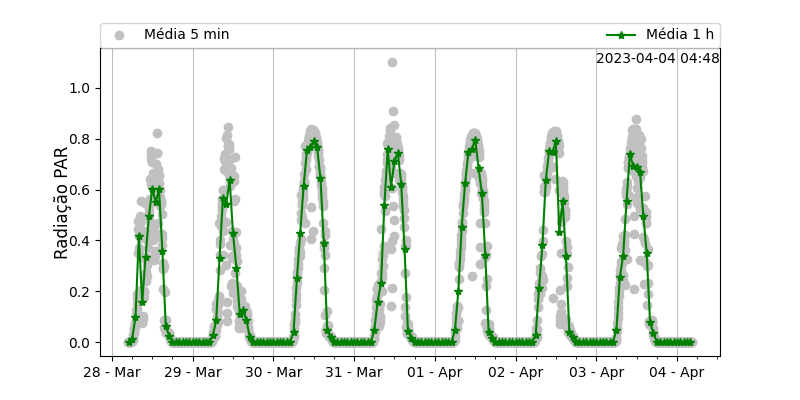 Média 5 min
Média 1 h
2023-04-04 04:48
Radiação PAR
1.0
0.8
0.6
0.4
0.2
0.0
28 - Mar
29 - Mar
30 - Mar
31 - Mar
01 - Apr
02 - Apr
03 - Apr
04 - Apr